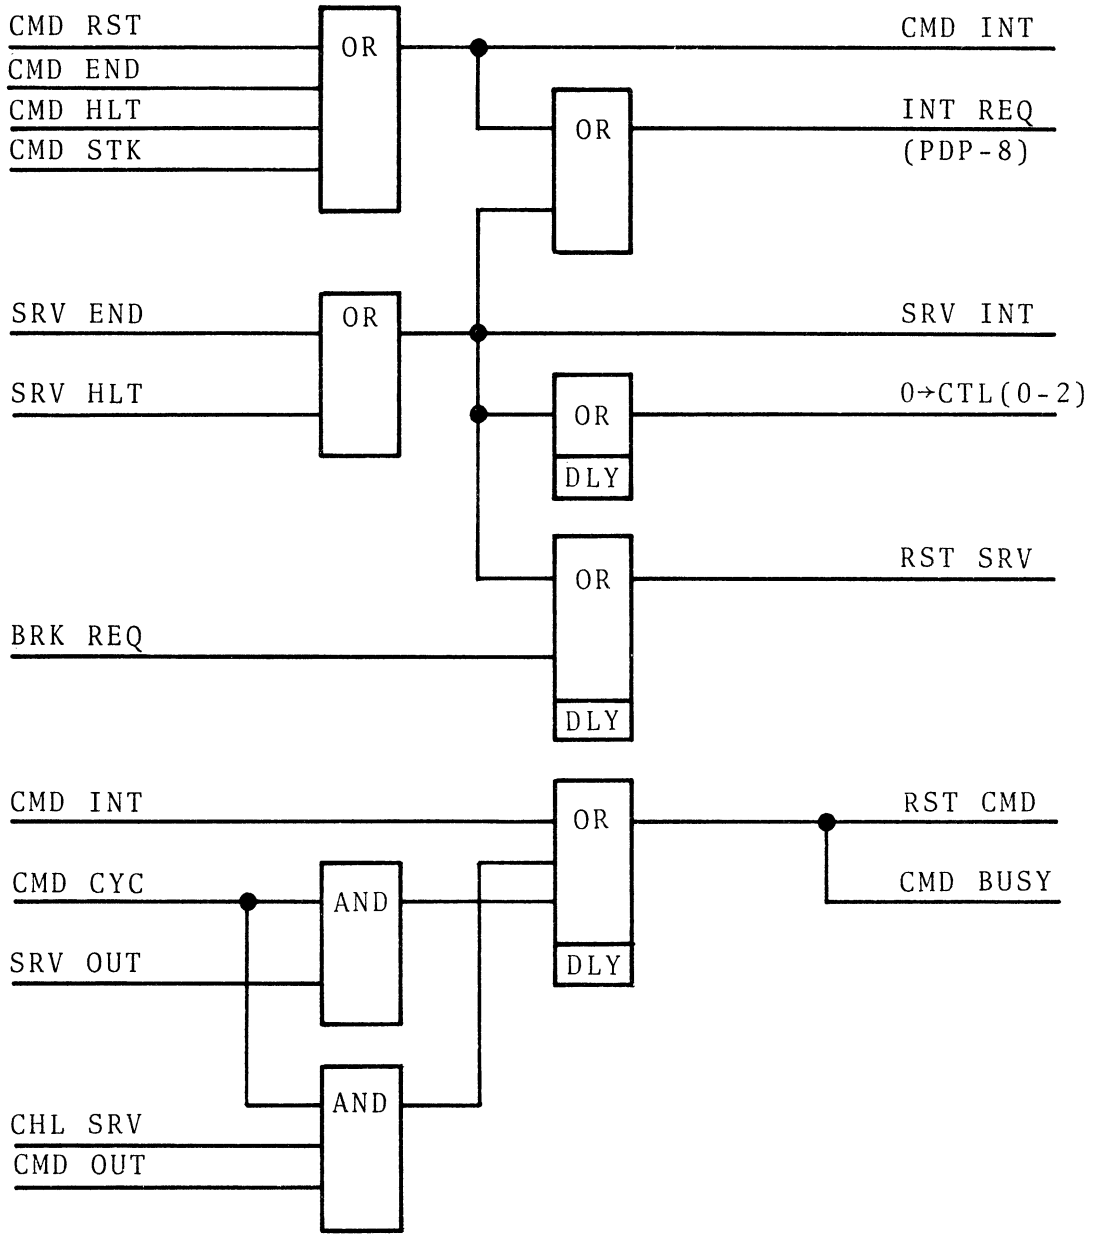 CMD RST
OR
CMD INT
CMD END
CMD HLT
OR
INT REQ
CMD STK
(PDP-8)
SRV END
OR
SRV INT
SRV HLT
OR
0→CTL(0-2)
DLY
OR
RST SRV
BRK REQ
DLY
CMD INT
OR
RST CMD
CMD CYC
AND
CMD BUSY
SRV OUT
DLY
AND
CHL SRV
CMD OUT